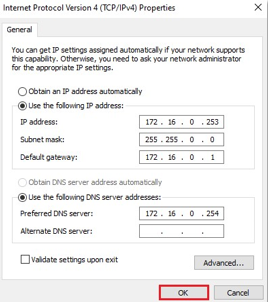 Internet Protocol Version 4 (TCP/IPv4) Properties
General
You can get IP settings assigned automatically if your network supports
this capability. Otherwise, you need to ask your network administrator
for the appropriate IP settings.
Obtain an IP address automatically
Use the following IP address:
IP address: 172 . 16 . 0 . 253
Subnet mask: 255 . 255 . 0 . 0
Default gateway: 172 . 16 . 0 . 1
Obtain DNS server address automatically
Use the following DNS server addresses:
Preferred DNS server: 172 . 16 . 0 . 254
Alternate DNS server: . . .
Validate settings upon exit
Advanced...
OK
Cancel